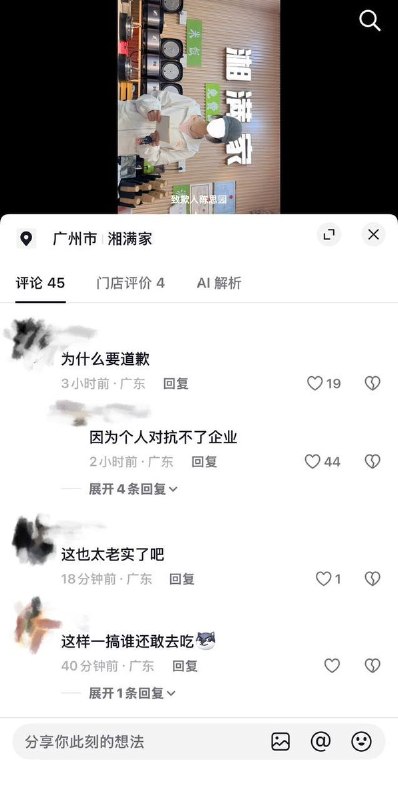 湘满家
米饭
免费
致歉人陈思园
广州市 湘满家
评论 45 门店评价 4 AI 解析
为什么要道歉
3小时前 · 广东 回复 19
因为个人对抗不了企业
2小时前 · 广东 回复 44
展开4条回复
这也太老实了吧
18分钟前 · 广东 回复 1
这样一搞谁还敢去吃
40分钟前 · 广东 回复
展开1条回复
分享你此刻的想法